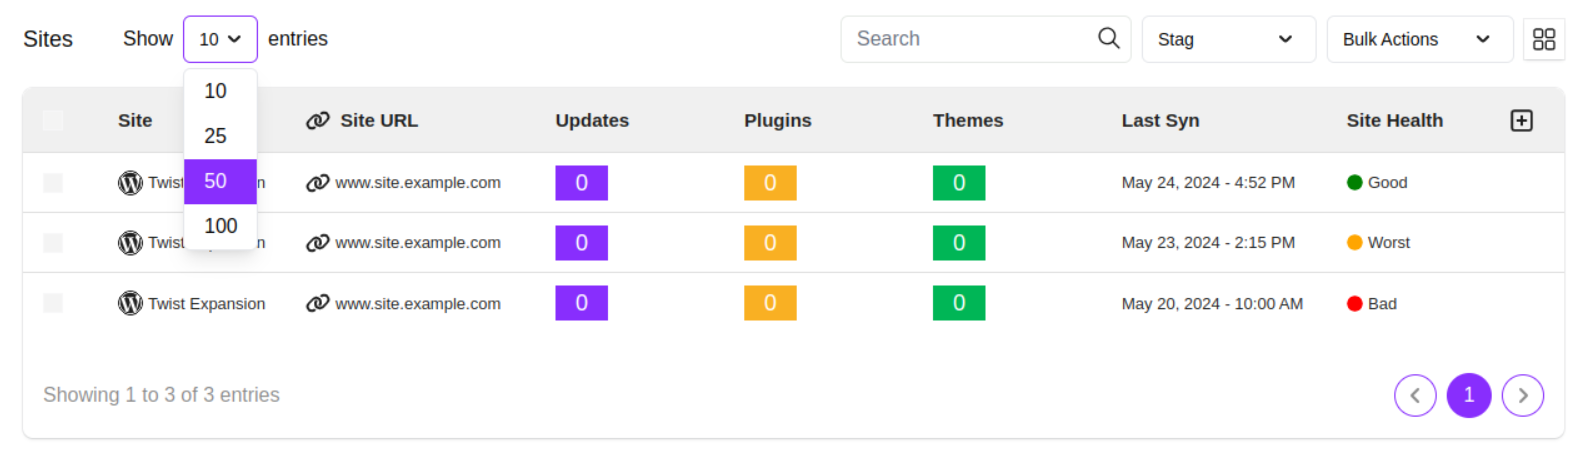 Sites Show 10 entries Search Stag Bulk Actions
10
25
50
100
Site Site URL Updates Plugins Themes Last Syn Site Health
Twist n www.site.example.com 0 0 0 May 24, 2024 - 4:52 PM Good
Twist n www.site.example.com 0 0 0 May 23, 2024 - 2:15 PM Worst
Twist Expansion www.site.example.com 0 0 0 May 20, 2024 - 10:00 AM Bad
Showing 1 to 3 of 3 entries 1